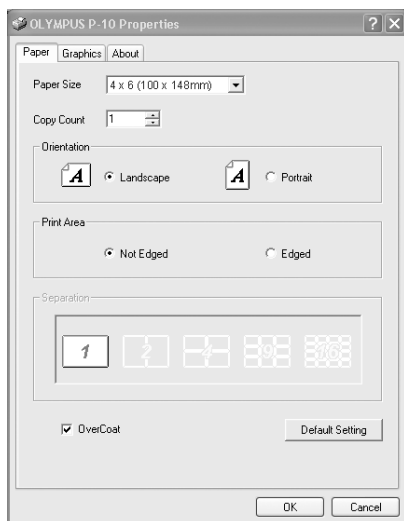 OLYMPUS P-10 Properties
Paper Graphics About
Paper Size 4 x 6 (100 x 148mm)
Copy Count 1
Orientation
A Landscape A Portrait
Print Area
Not Edged Edged
Separation
1 2 4 9 16
OverCoat Default Setting
OK Cancel